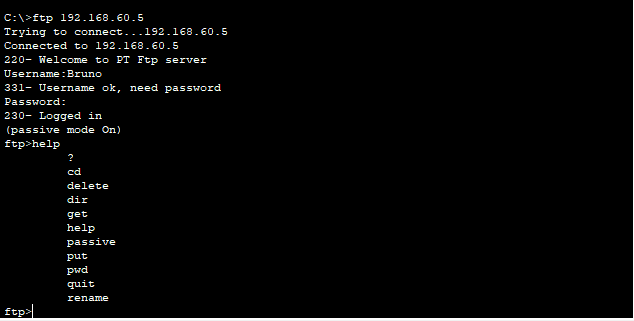 C:\>ftp 192.168.60.5
Trying to connect...192.168.60.5
Connected to 192.168.60.5
220- Welcome to PT Ftp server
Username:Bruno
331- Username ok, need password
Password:
230- Logged in
(passive mode On)
ftp>help
?
cd
delete
dir
get
help
passive
put
pwd
quit
rename
ftp>